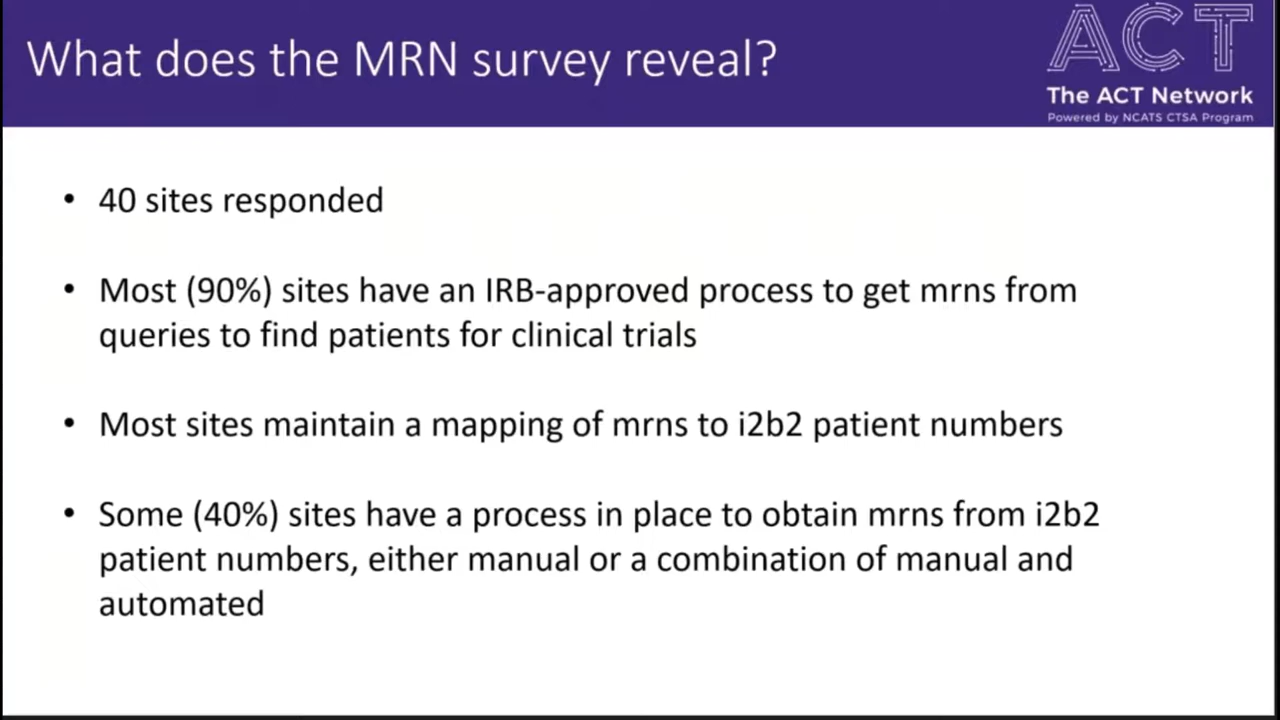 What does the MRN survey reveal?
ACT
The ACT Network
Powered by NCATS CTSA Program
• 40 sites responded
• Most (90%) sites have an IRB-approved process to get mrns from
queries to find patients for clinical trials
• Most sites maintain a mapping of mrns to i2b2 patient numbers
• Some (40%) sites have a process in place to obtain mrns from i2b2
patient numbers, either manual or a combination of manual and
automated